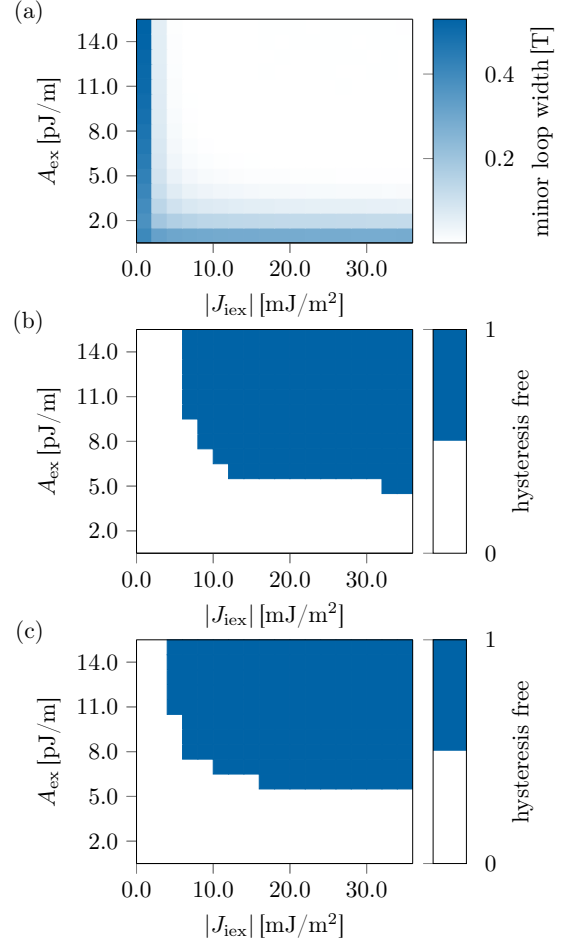 (a)
14.0
11.0
8.0
5.0
2.0
A_ex [pJ/m]
0.0 10.0 20.0 30.0
|J_iex| [mJ/m²]
0.4
0.2
minor loop width [T]
(b)
14.0
11.0
8.0
5.0
2.0
A_ex [pJ/m]
0.0 10.0 20.0 30.0
|J_iex| [mJ/m²]
1
0
hysteresis free
(c)
14.0
11.0
8.0
5.0
2.0
A_ex [pJ/m]
0.0 10.0 20.0 30.0
|J_iex| [mJ/m²]
1
0
hysteresis free